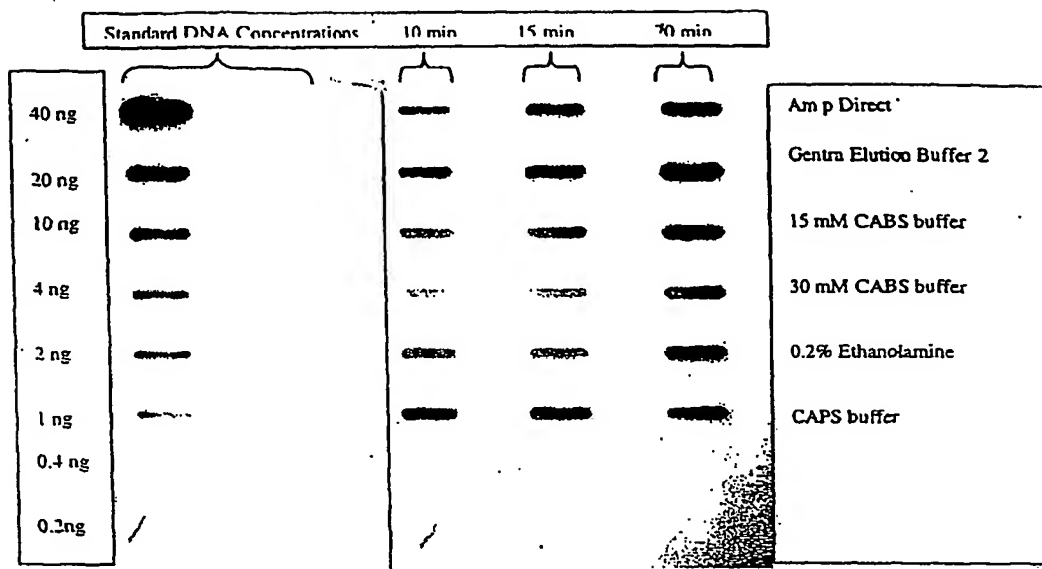 Standard DNA Concentrations 10 min 15 min 70 min
40 ng
20 ng
10 ng
4 ng
2 ng
1 ng
0.4 ng
0.2ng
Am p Direct
Gentra Elution Buffer 2
15 mM CABS buffer
30 mM CABS buffer
0.2% Ethanolamine
CAPS buffer